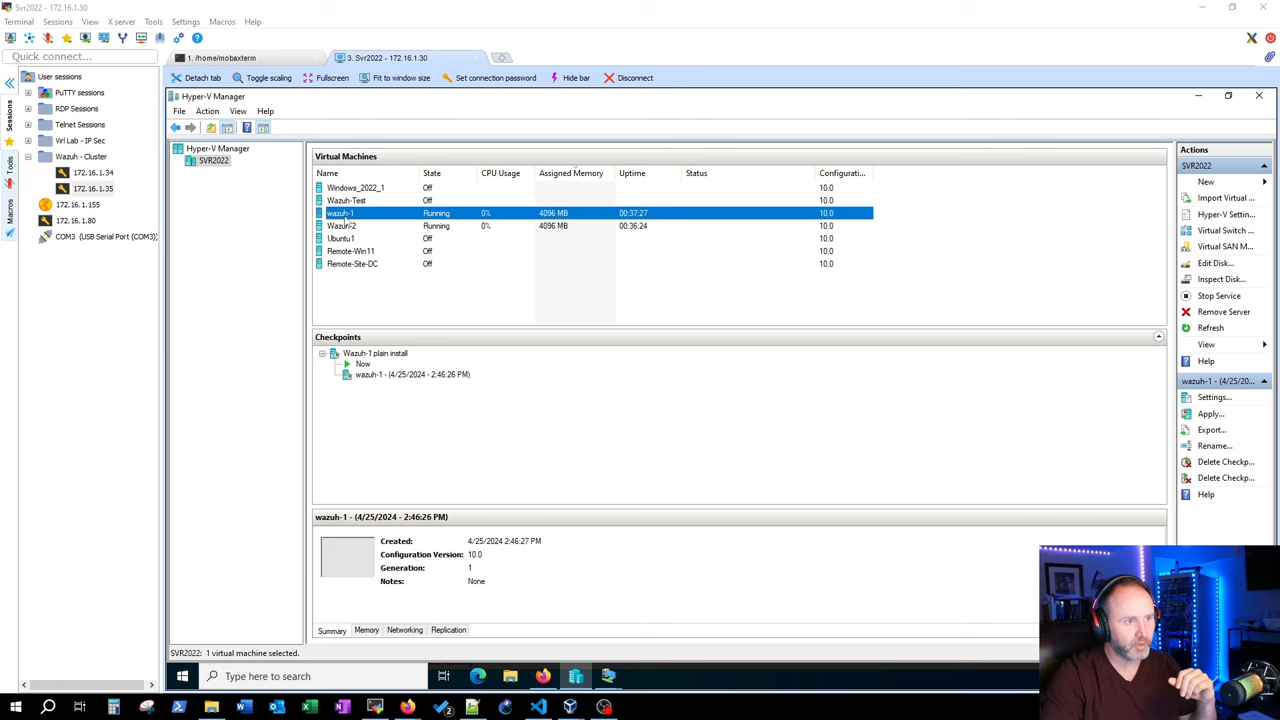 Svr2022 - 172.16.1.30
Terminal Sessions View X server Tools Settings Macros Help
Quick connect...
1. /home/mobaxterm
3. Svr2022 - 172.16.1.30
Detach tab Toggle scaling Fullscreen Fit to window size Set connection password Hide bar Disconnect
Sessions
Tools
Macros
User sessions
PuTTY sessions
RDP Sessions
Telnet Sessions
Virl Lab - IP Sec
Wazuh - Cluster
172.16.1.34
172.16.1.35
172.16.1.155
172.16.1.80
COM3 (USB Serial Port (COM3))
Hyper-V Manager
File Action View Help
Hyper-V Manager
SVR2022
Virtual Machines
Name State CPU Usage Assigned Memory Uptime Status Configurati...
Windows_2022_1 Off 10.0
Wazuh-Test Off 10.0
wazuh-1 Running 0% 4096 MB 00:37:27 10.0
Wazuh-2 Running 0% 4096 MB 00:36:24 10.0
Ubuntu1 Off 10.0
Remote-Win11 Off 10.0
Remote-Site-DC Off 10.0
Checkpoints
Wazuh-1 plain install
Now
wazuh-1 - (4/25/2024 - 2:46:26 PM)
wazuh-1 - (4/25/2024 - 2:46:26 PM)
Created: 4/25/2024 2:46:27 PM
Configuration Version: 10.0
Generation: 1
Notes: None
Summary Memory Networking Replication
SVR2022: 1 virtual machine selected.
Actions
SVR2022
New
Import Virtual ...
Hyper-V Settin...
Virtual Switch ...
Virtual SAN M...
Edit Disk...
Inspect Disk...
Stop Service
Remove Server
Refresh
View
Help
wazuh-1 - (4/25/20...
Settings...
Apply...
Export...
Rename...
Delete Checkp...
Delete Checkp...
Help
Type here to search